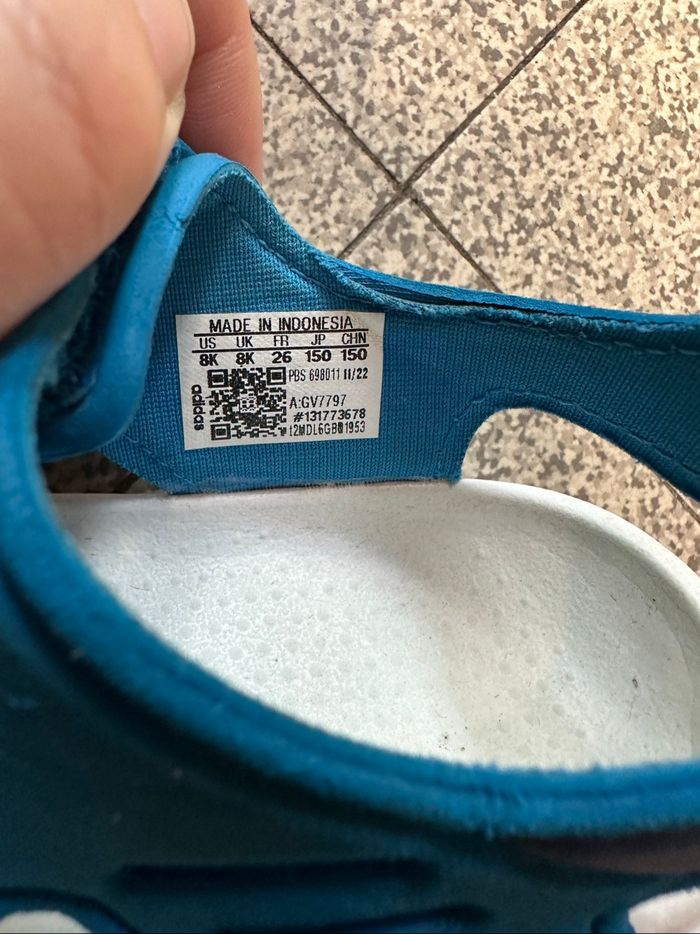 MADE IN INDONESIA
US UK FR JP CHN
8K 8K 26 150 150
adidas
PBS 698011 11/22
A:GV7797
#131773678
t2MDL6GB01953